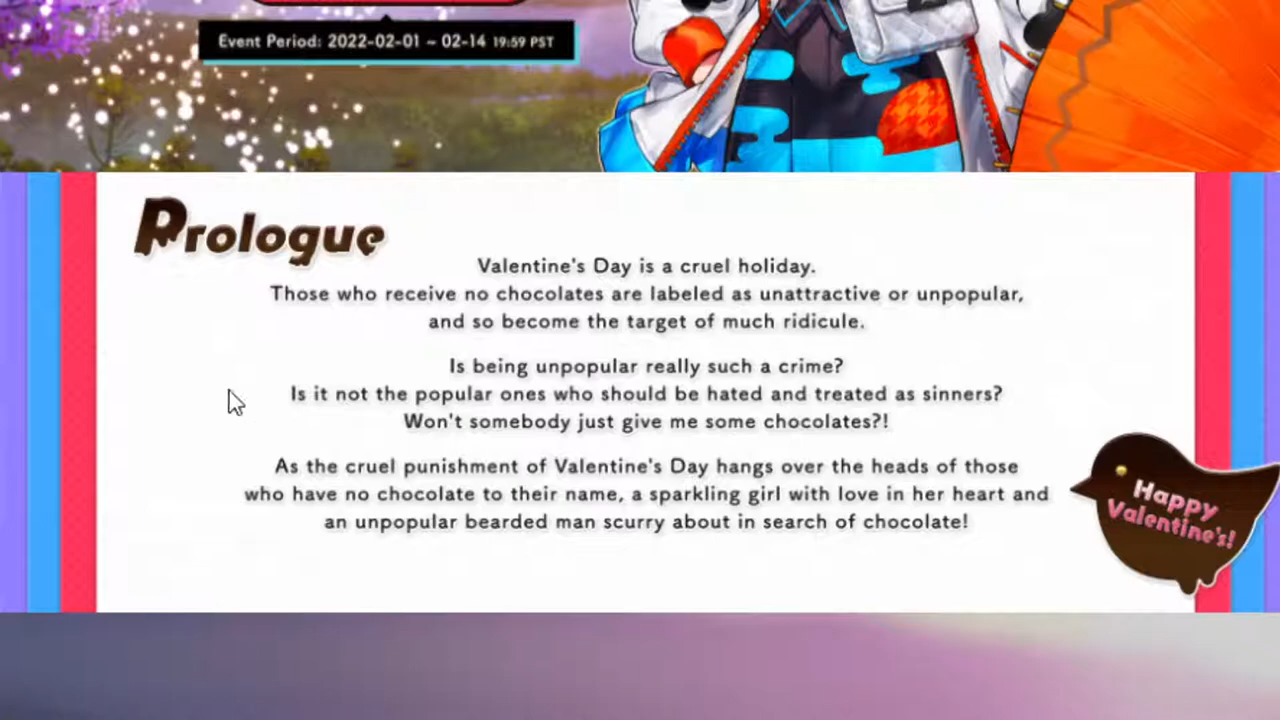 Event Period: 2022-02-01 ~ 02-14 19:59 PST
Prologue
Valentine's Day is a cruel holiday.
Those who receive no chocolates are labeled as unattractive or unpopular,
and so become the target of much ridicule.
Is being unpopular really such a crime?
Is it not the popular ones who should be hated and treated as sinners?
Won't somebody just give me some chocolates?!
As the cruel punishment of Valentine's Day hangs over the heads of those
who have no chocolate to their name, a sparkling girl with love in her heart and
an unpopular bearded man scurry about in search of chocolate!
Happy
Valentine's!